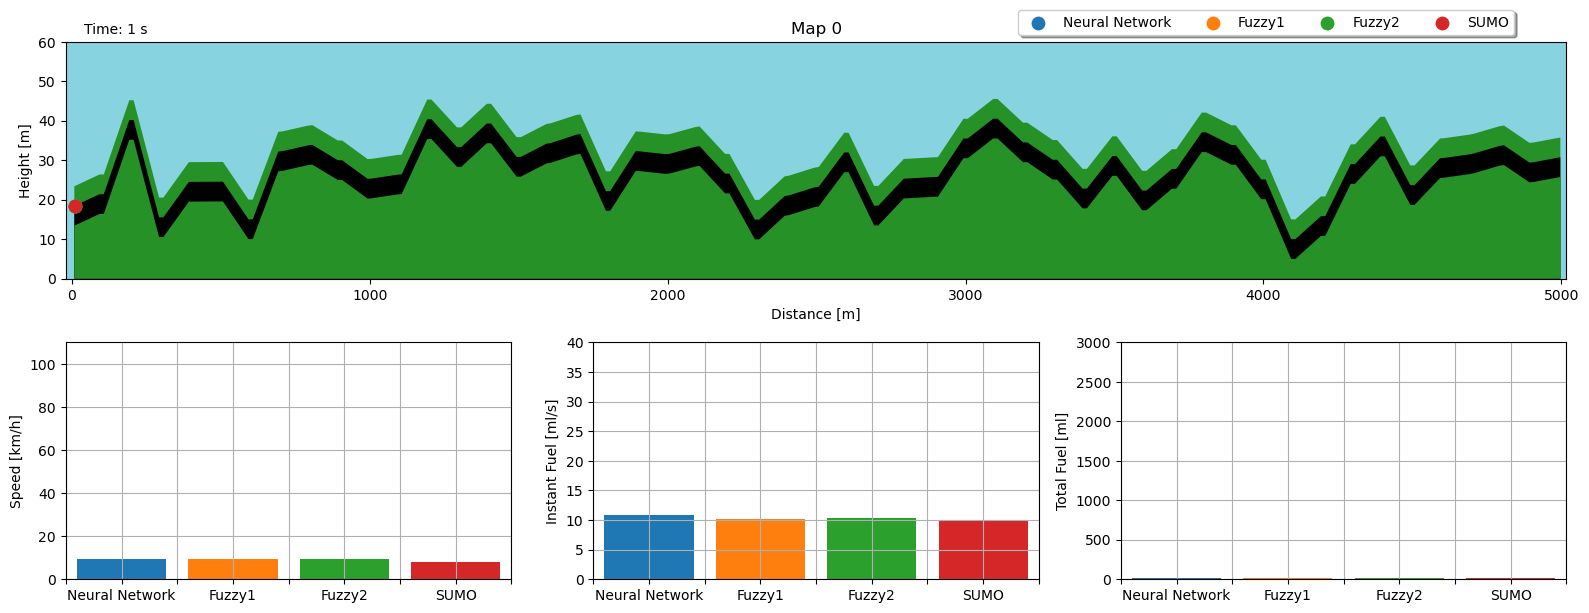 Time: 1 s
Map 0
Neural Network Fuzzy1 Fuzzy2 SUMO
Height [m]
60
50
40
30
20
10
0
0 1000 2000 3000 4000 5000
Distance [m]
Speed [km/h]
100
80
60
40
20
0
Neural Network Fuzzy1 Fuzzy2 SUMO
Instant Fuel [ml/s]
40
35
30
25
20
15
10
5
0
Neural Network Fuzzy1 Fuzzy2 SUMO
Total Fuel [ml]
3000
2500
2000
1500
1000
500
0
Neural Network Fuzzy1 Fuzzy2 SUMO